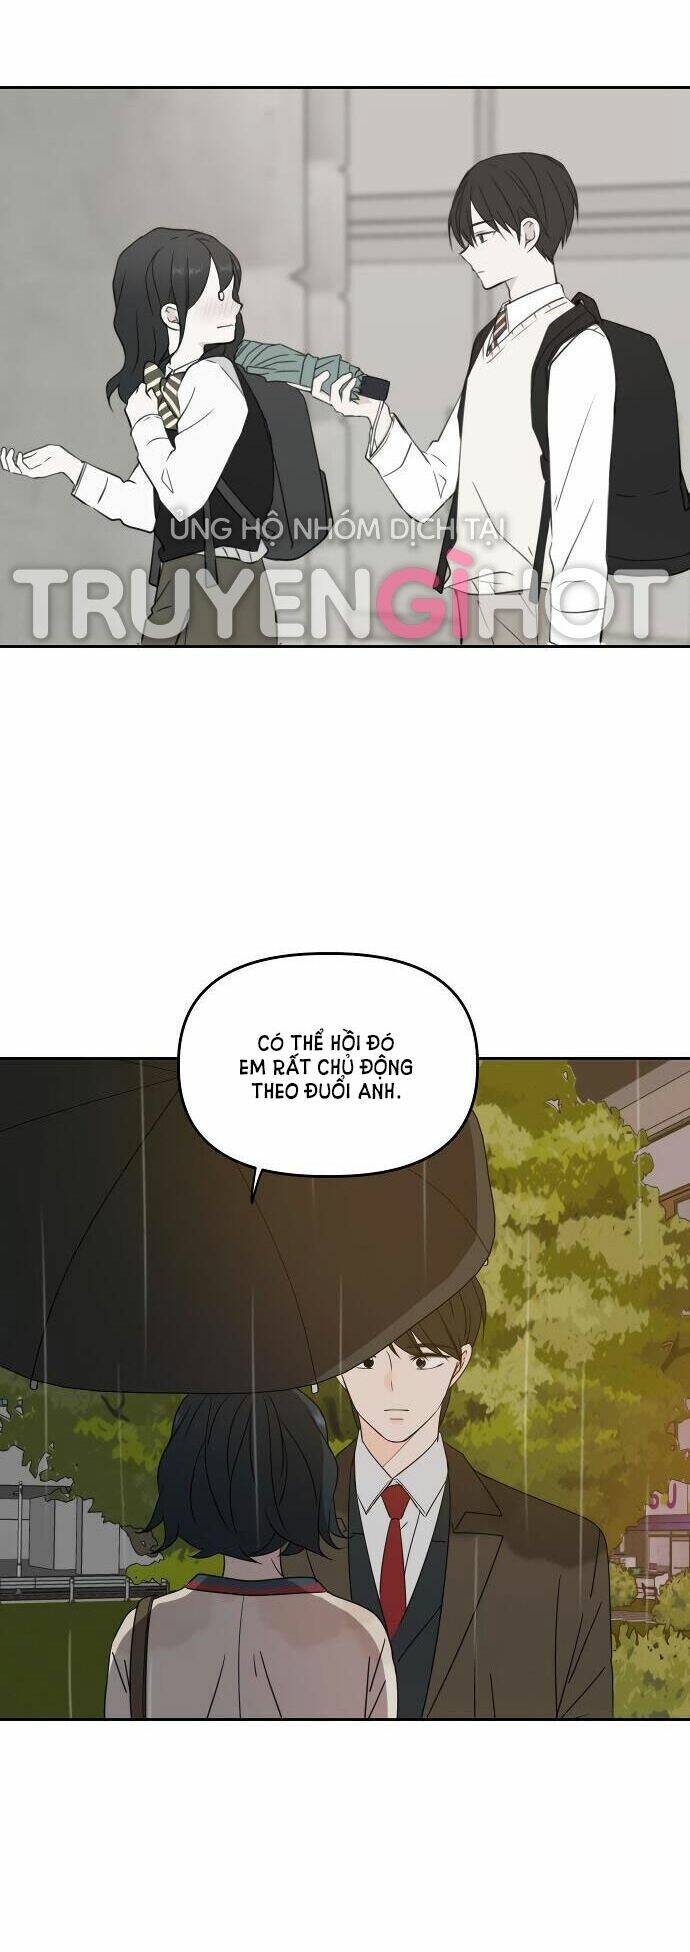 ỦNG HỘ NHÓM DỊCH TẠI
TRUYENGIHOT
CÓ THỂ HỒI ĐÓ
EM RẤT CHỦ ĐỘNG
THEO ĐUỔI ANH.